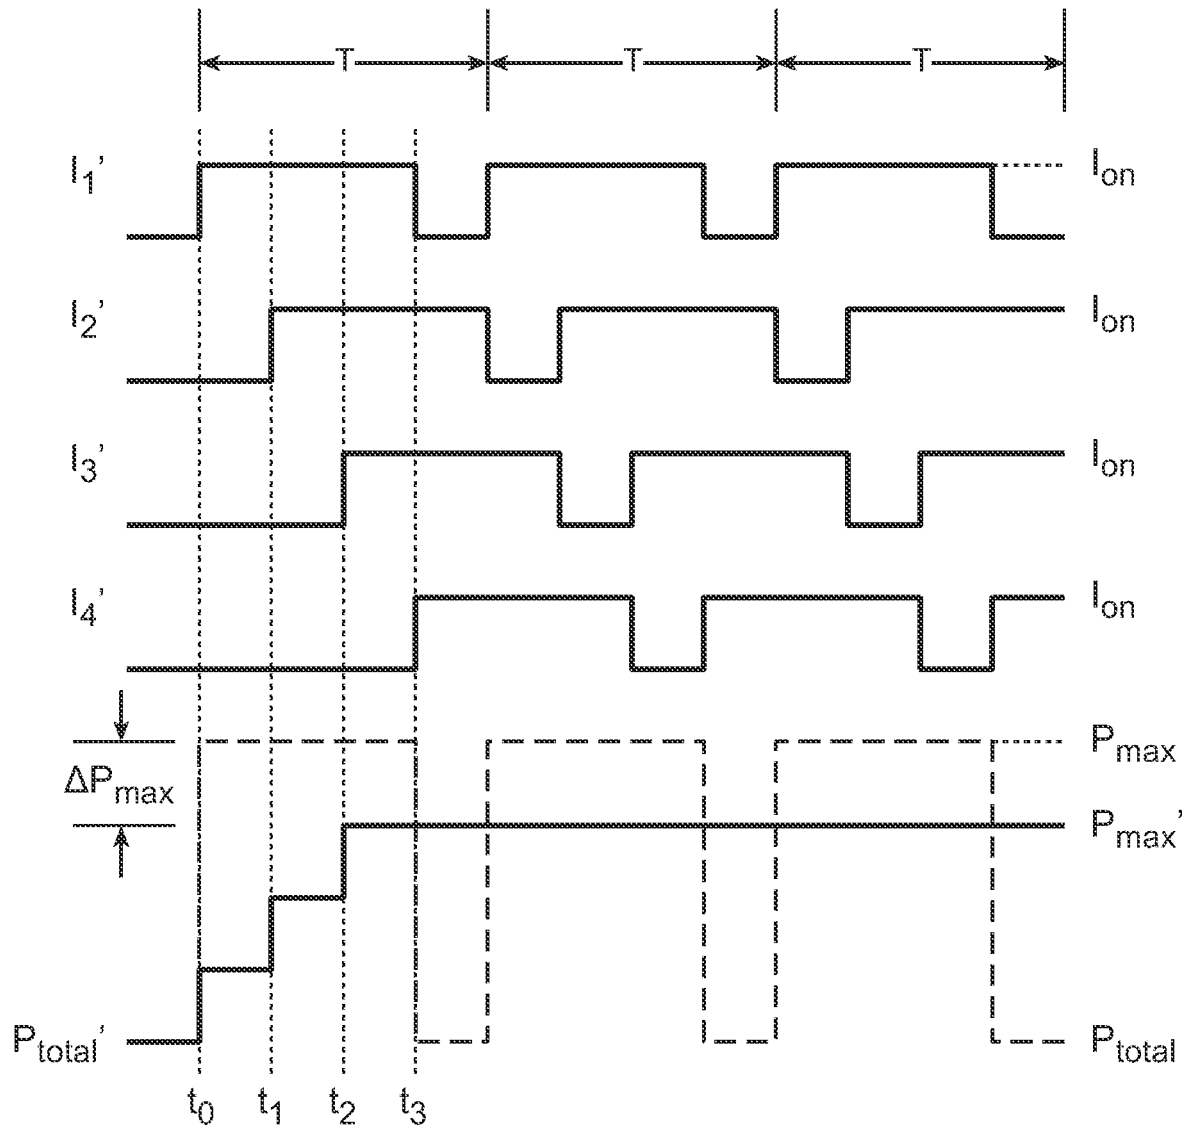 T T T
I1' Ion
I2' Ion
I3' Ion
I4' Ion
Pmax
ΔPmax
Pmax'
Ptotal' Ptotal
t0 t1 t2 t3